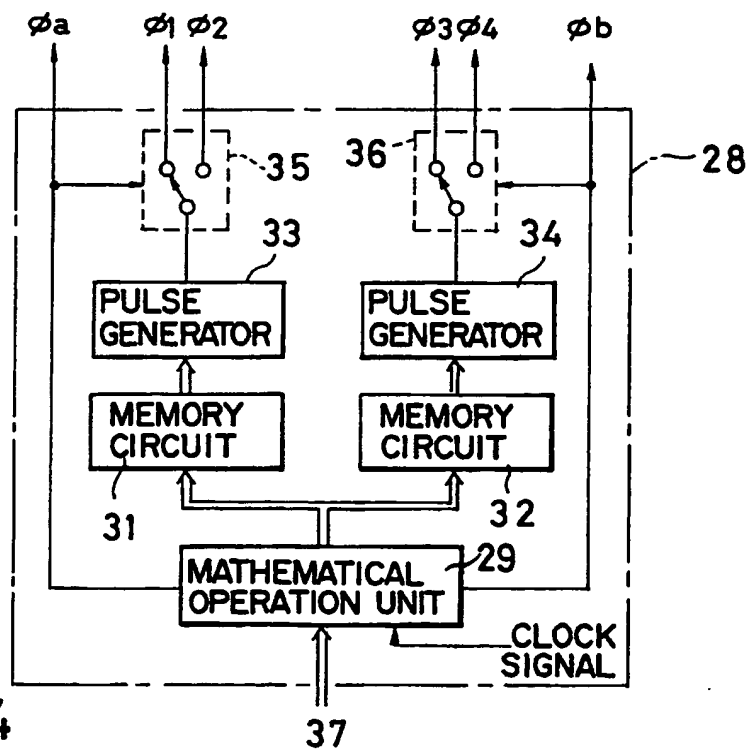 φa φ1 φ2 φ3 φ4 φb
35
36
28
33
34
PULSE
GENERATOR
PULSE
GENERATOR
MEMORY
CIRCUIT
MEMORY
CIRCUIT
31
32
MATHEMATICAL
OPERATION UNIT
29
CLOCK
SIGNAL
37
4